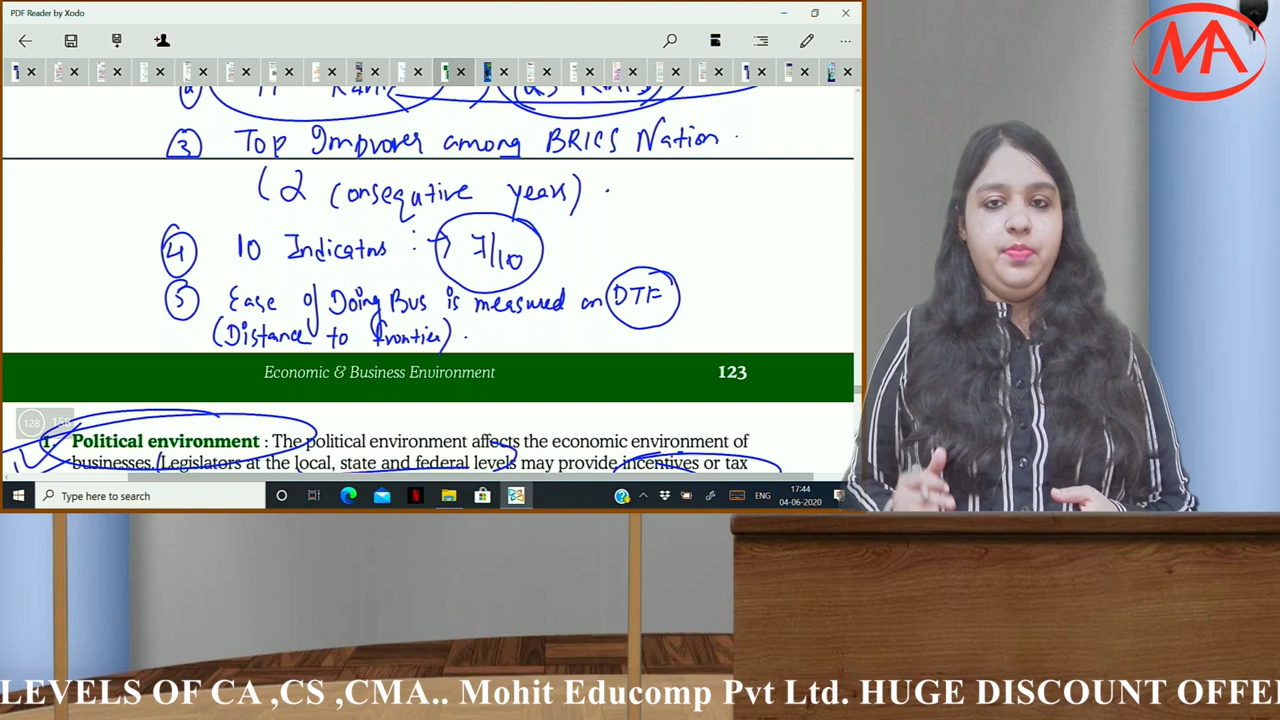 PDF Reader by Xodo
MA
3 Top Improver among BRICS Nation.
(2 Consequtive years).
4 10 Indicators : → 7/10
5 Ease of Doing Bus is measured on DTF
(Distance to frontier).
Economic & Business Environment 123
128 158
1. Political environment : The political environment affects the economic environment of
businesses. Legislators at the local, state and federal levels may provide incentives or tax
Type here to search
ENG
17:44
04-06-2020
LEVELS OF CA ,CS ,CMA.. Mohit Educomp Pvt Ltd. HUGE DISCOUNT OFFE